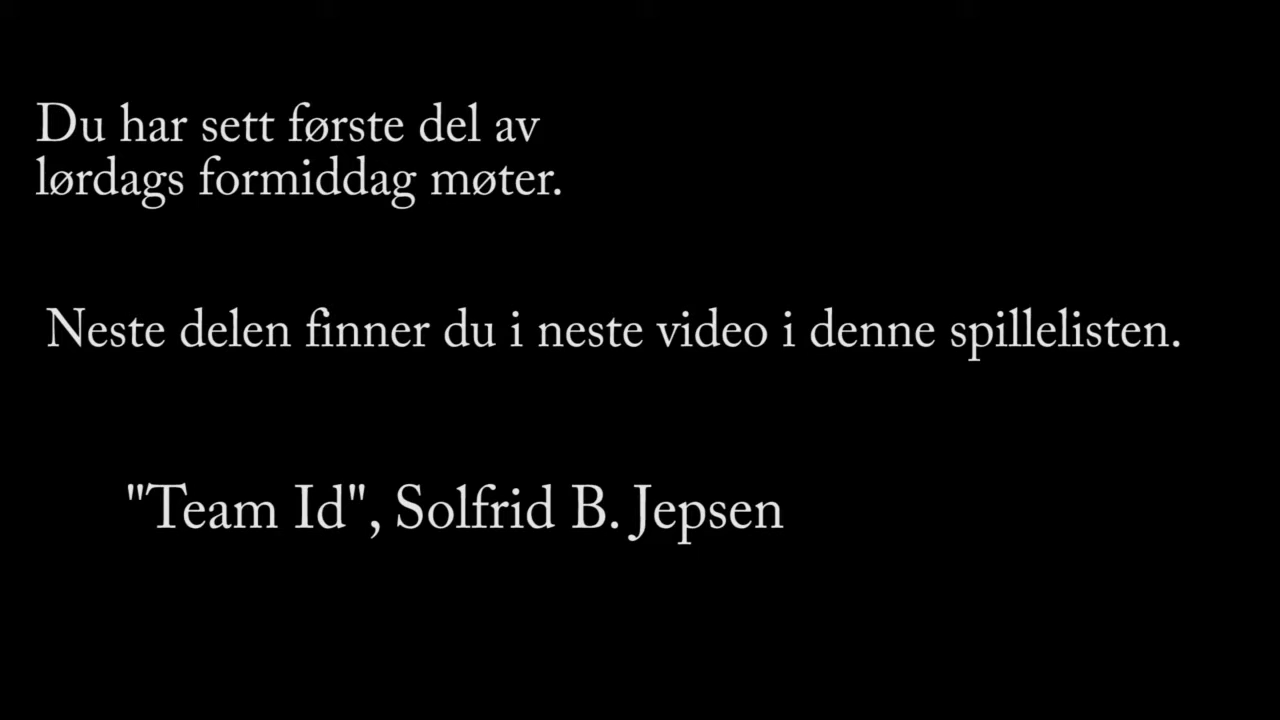 Du har sett første del av
lørdags formiddag møter.
Neste delen finner du i neste video i denne spillelisten.
"Team Id", Solfrid B. Jepsen